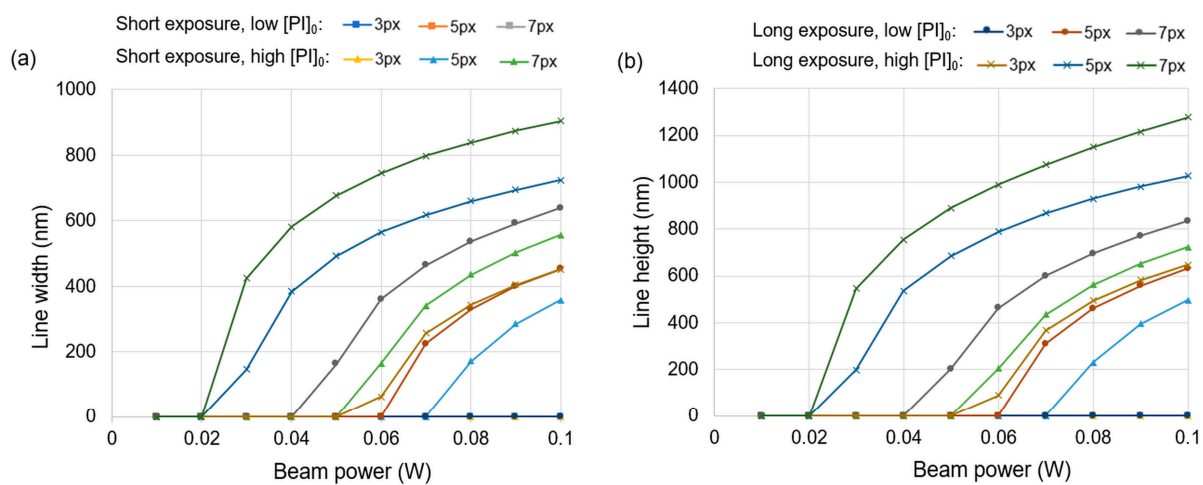 Short exposure, low [PI]₀: 3px 5px 7px
Short exposure, high [PI]₀: 3px 5px 7px
(a)
1000
800
600
400
200
0
Line width (nm)
0 0.02 0.04 0.06 0.08 0.1
Beam power (W)
Long exposure, low [PI]₀: 3px 5px 7px
Long exposure, high [PI]₀: 3px 5px 7px
(b)
1400
1200
1000
800
600
400
200
0
Line height (nm)
0 0.02 0.04 0.06 0.08 0.1
Beam power (W)